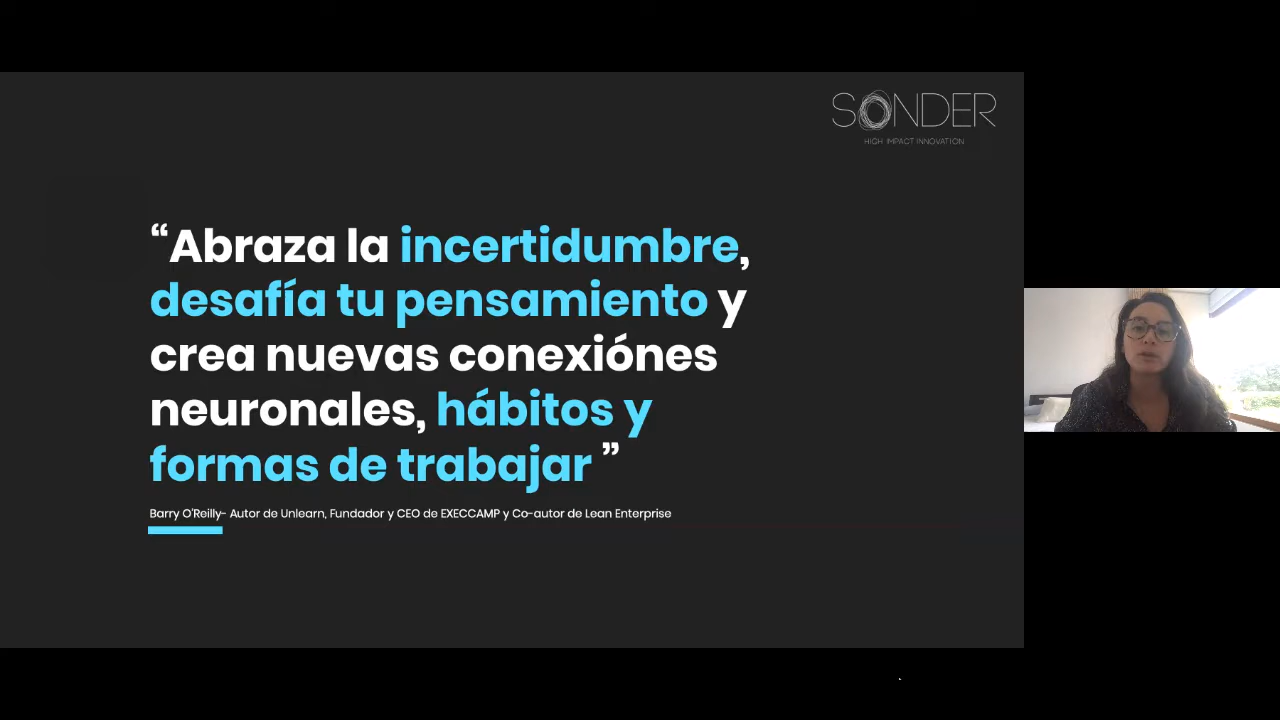 SONDER
HIGH IMPACT INNOVATION
“Abraza la incertidumbre,
desafía tu pensamiento y
crea nuevas conexiónes
neuronales, hábitos y
formas de trabajar ”
Barry O'Reilly- Autor de Unlearn, Fundador y CEO de EXECCAMP y Co-autor de Lean Enterprise